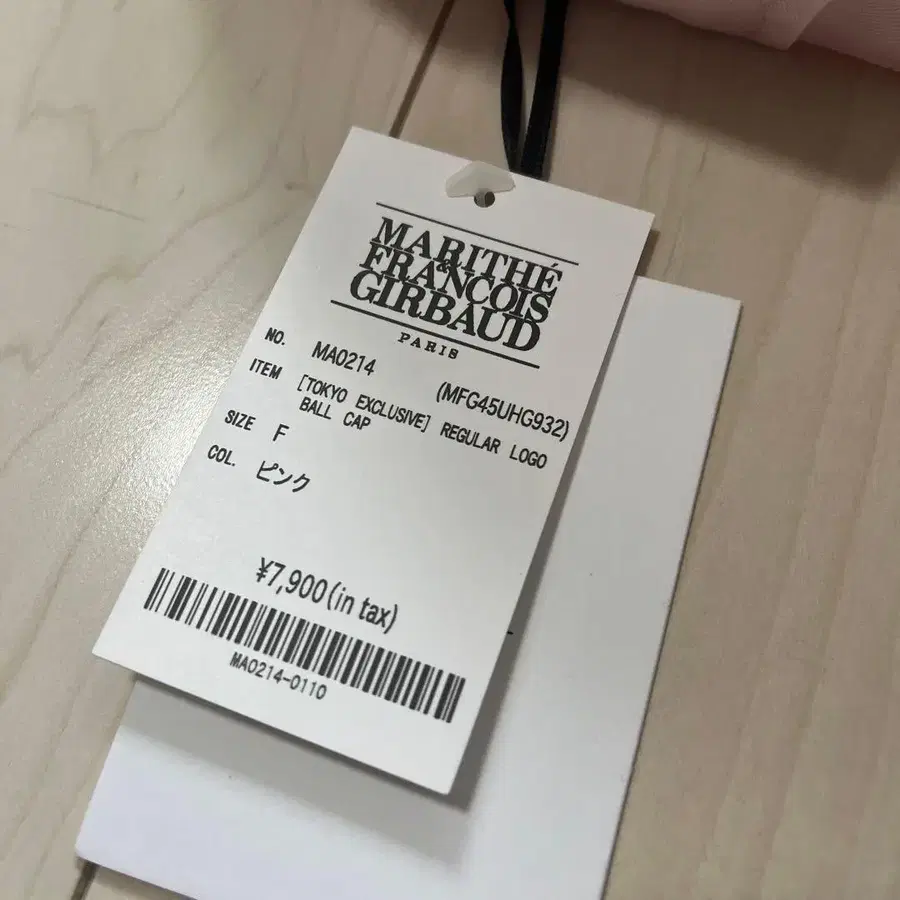 MARITHÉ
&
FRANCOIS
GIRBAUD
PARIS
NO. MA0214 (MFG45UHG932)
ITEM [TOKYO EXCLUSIVE] REGULAR LOGO
BALL CAP
SIZE F
COL. ピンク
¥7,900(in tax)
MA0214-0110